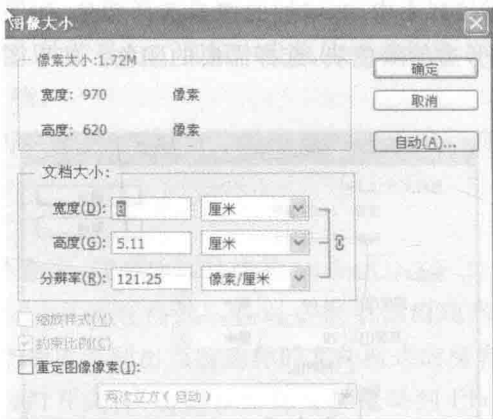 图像大小
像素大小:1.72M
宽度: 970 像素
高度: 620 像素
确定
取消
自动(A)...
文档大小:
宽度(D): 8 厘米
高度(G): 5.11 厘米
分辨率(R): 121.25 像素/厘米
缩放样式(Y)
约束比例(C)
重定图像像素(I):
两次立方(自动)